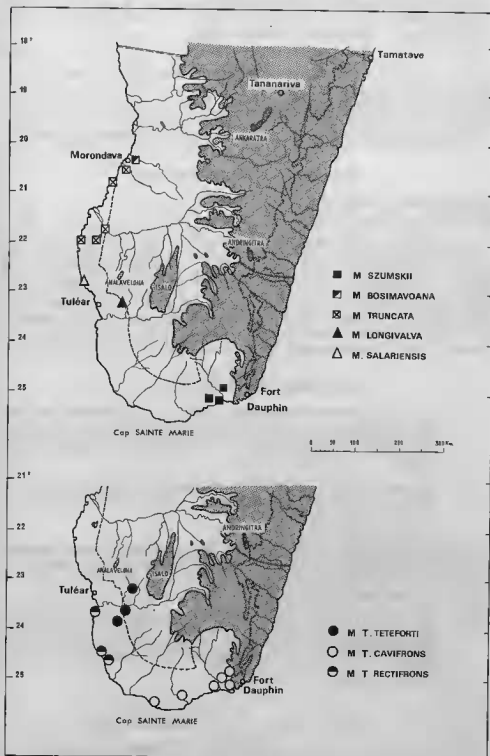 18°
Tamatave
Tananariva
19
ANKARATRA
20
Morondava
21
22
ANDRINGITRA
M SZUMSKII
M BOSIMAVOANA
23
ANALAVELONA
ISALO
M TRUNCATA
Tuléar
M LONGIVALVA
24
M. SALARIENSIS
25
Fort
Dauphin
Cap SAINTE MARIE
0 50 100 200 300 Km
21°
22
ANDRINGITRA
ANALAVELONA
ISALO
23
Tuléar
M T. TETEFORTI
24
M T. CAVIFRONS
M T RECTIFRONS
25
Fort
Dauphin
Cap SAINTE MARIE